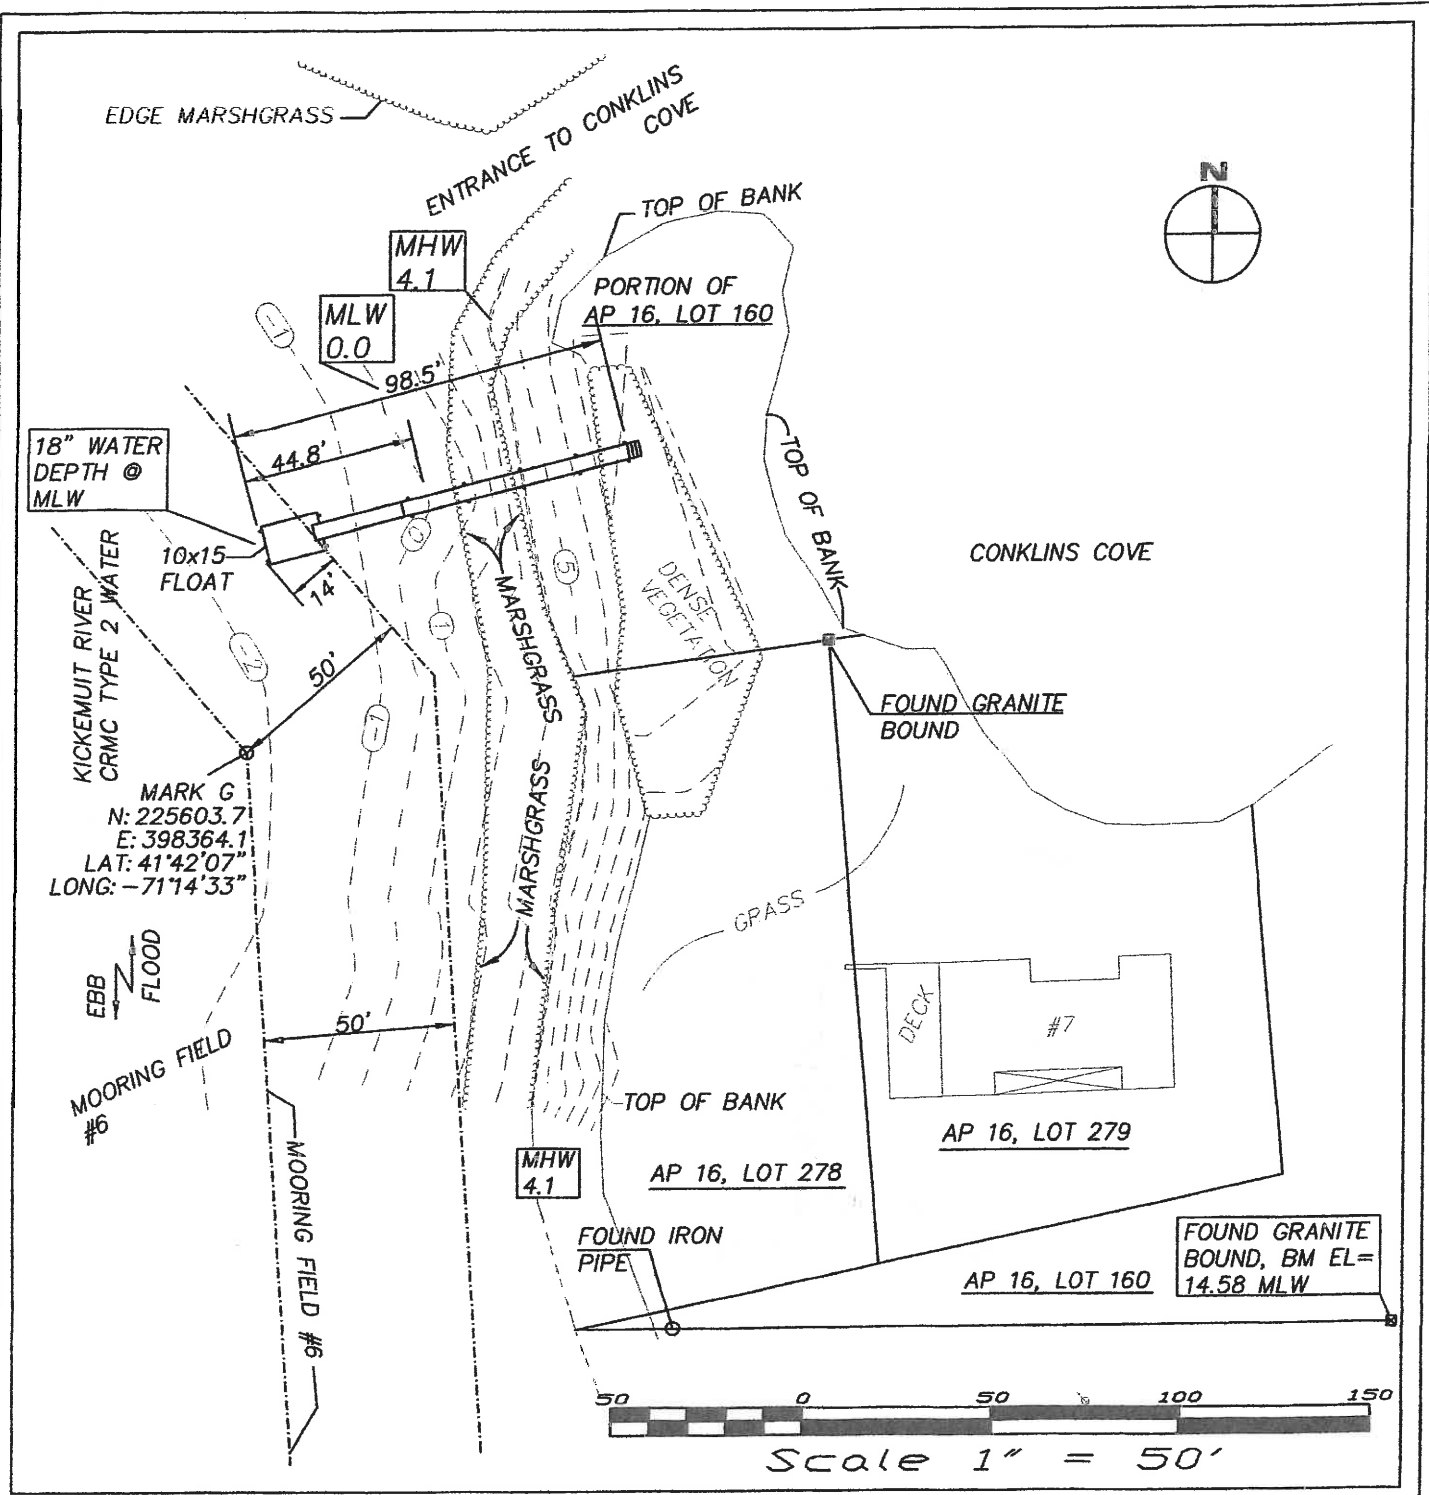 EDGE MARSHGRASS
ENTRANCE TO CONKLINS
COVE
N
TOP OF BANK
MHW
4.1
PORTION OF
AP 16, LOT 160
MLW
0.0
-1
98.5'
18" WATER
DEPTH @
MLW
44.8'
10x15
FLOAT
14'
0
5
1
-2
-1
TOP OF BANK
CONKLINS COVE
DENSE
VEGETATION
MARSHGRASS
KICKEMUIT RIVER
CRMC TYPE 2 WATER
50'
FOUND GRANITE
BOUND
MARK G
N: 225603.7
E: 398364.1
LAT: 41°42'07"
LONG: -71°14'33"
MARSHGRASS
GRASS
EBB
FLOOD
50'
DECK
#7
MOORING FIELD
#6
TOP OF BANK
AP 16, LOT 279
MHW
4.1
AP 16, LOT 278
MOORING FIELD #6
FOUND IRON
PIPE
AP 16, LOT 160
FOUND GRANITE
BOUND, BM EL=
14.58 MLW
50 0 50 100 150
Scale 1" = 50'